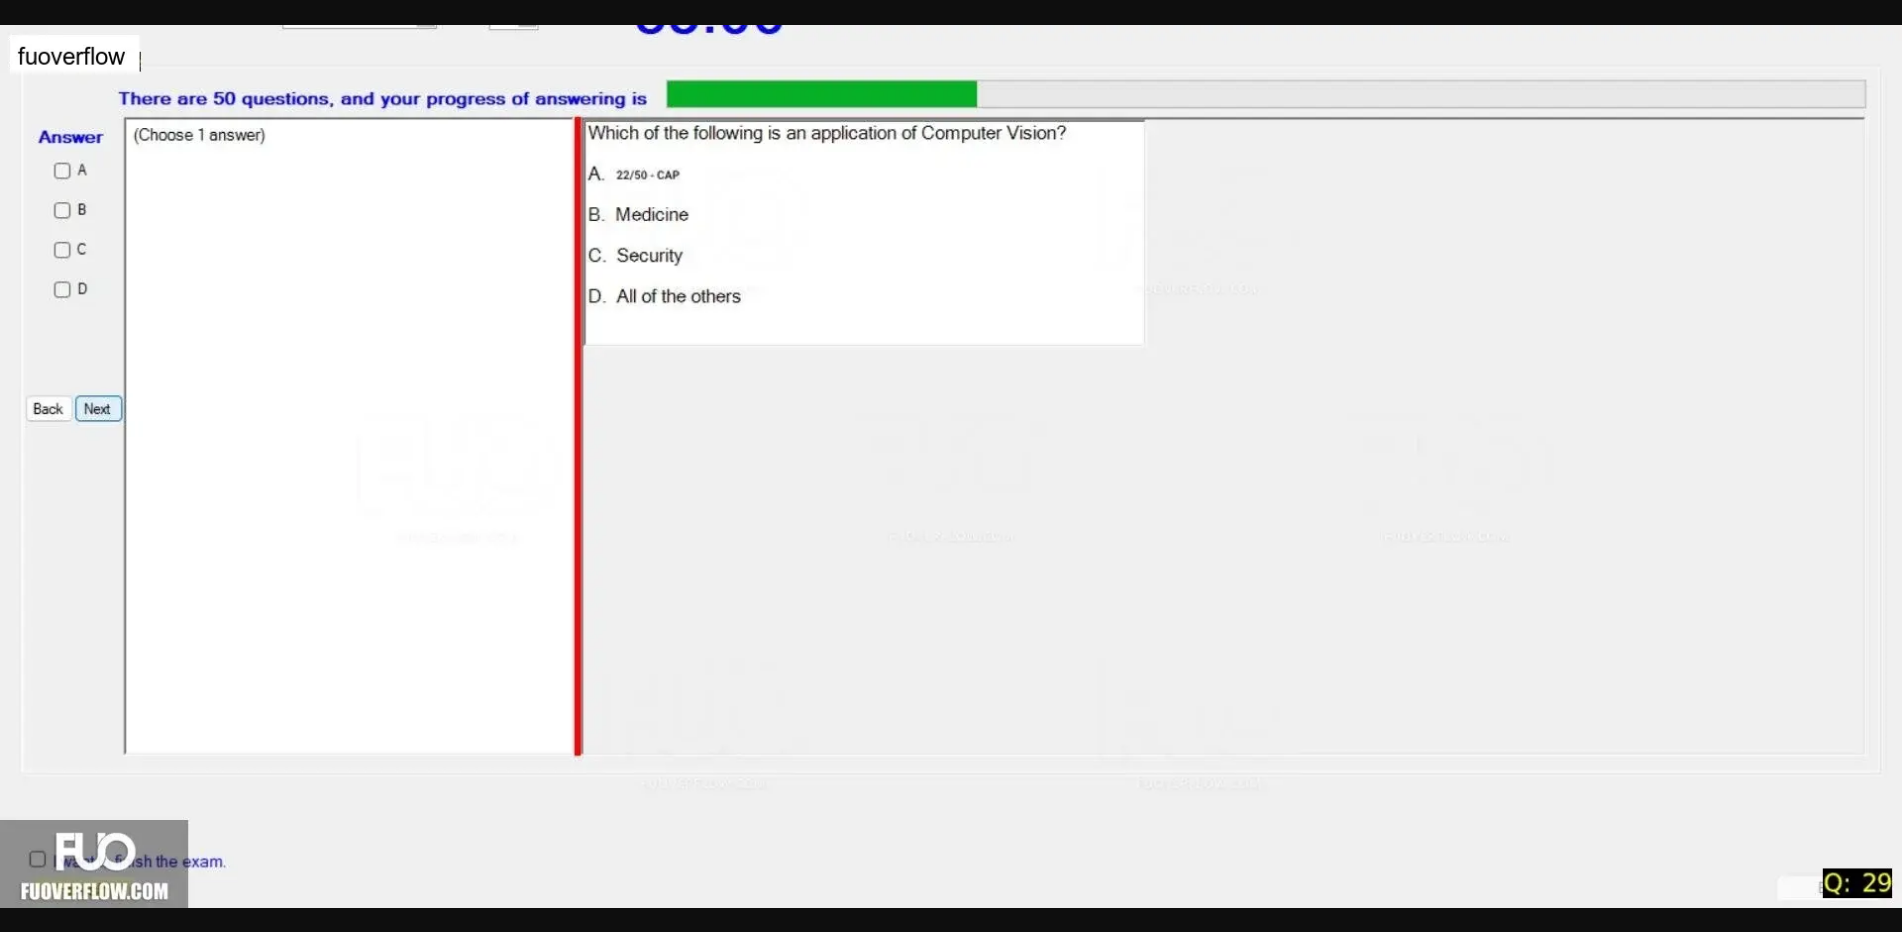 fuoverflow
There are 50 questions, and your progress of answering is
Answer
(Choose 1 answer)
A
B
C
D
Back Next
Which of the following is an application of Computer Vision?
A. 22/50 - CAP
B. Medicine
C. Security
D. All of the others
FUO
sh the exam.
FUOVERFLOW.COM
Q: 29